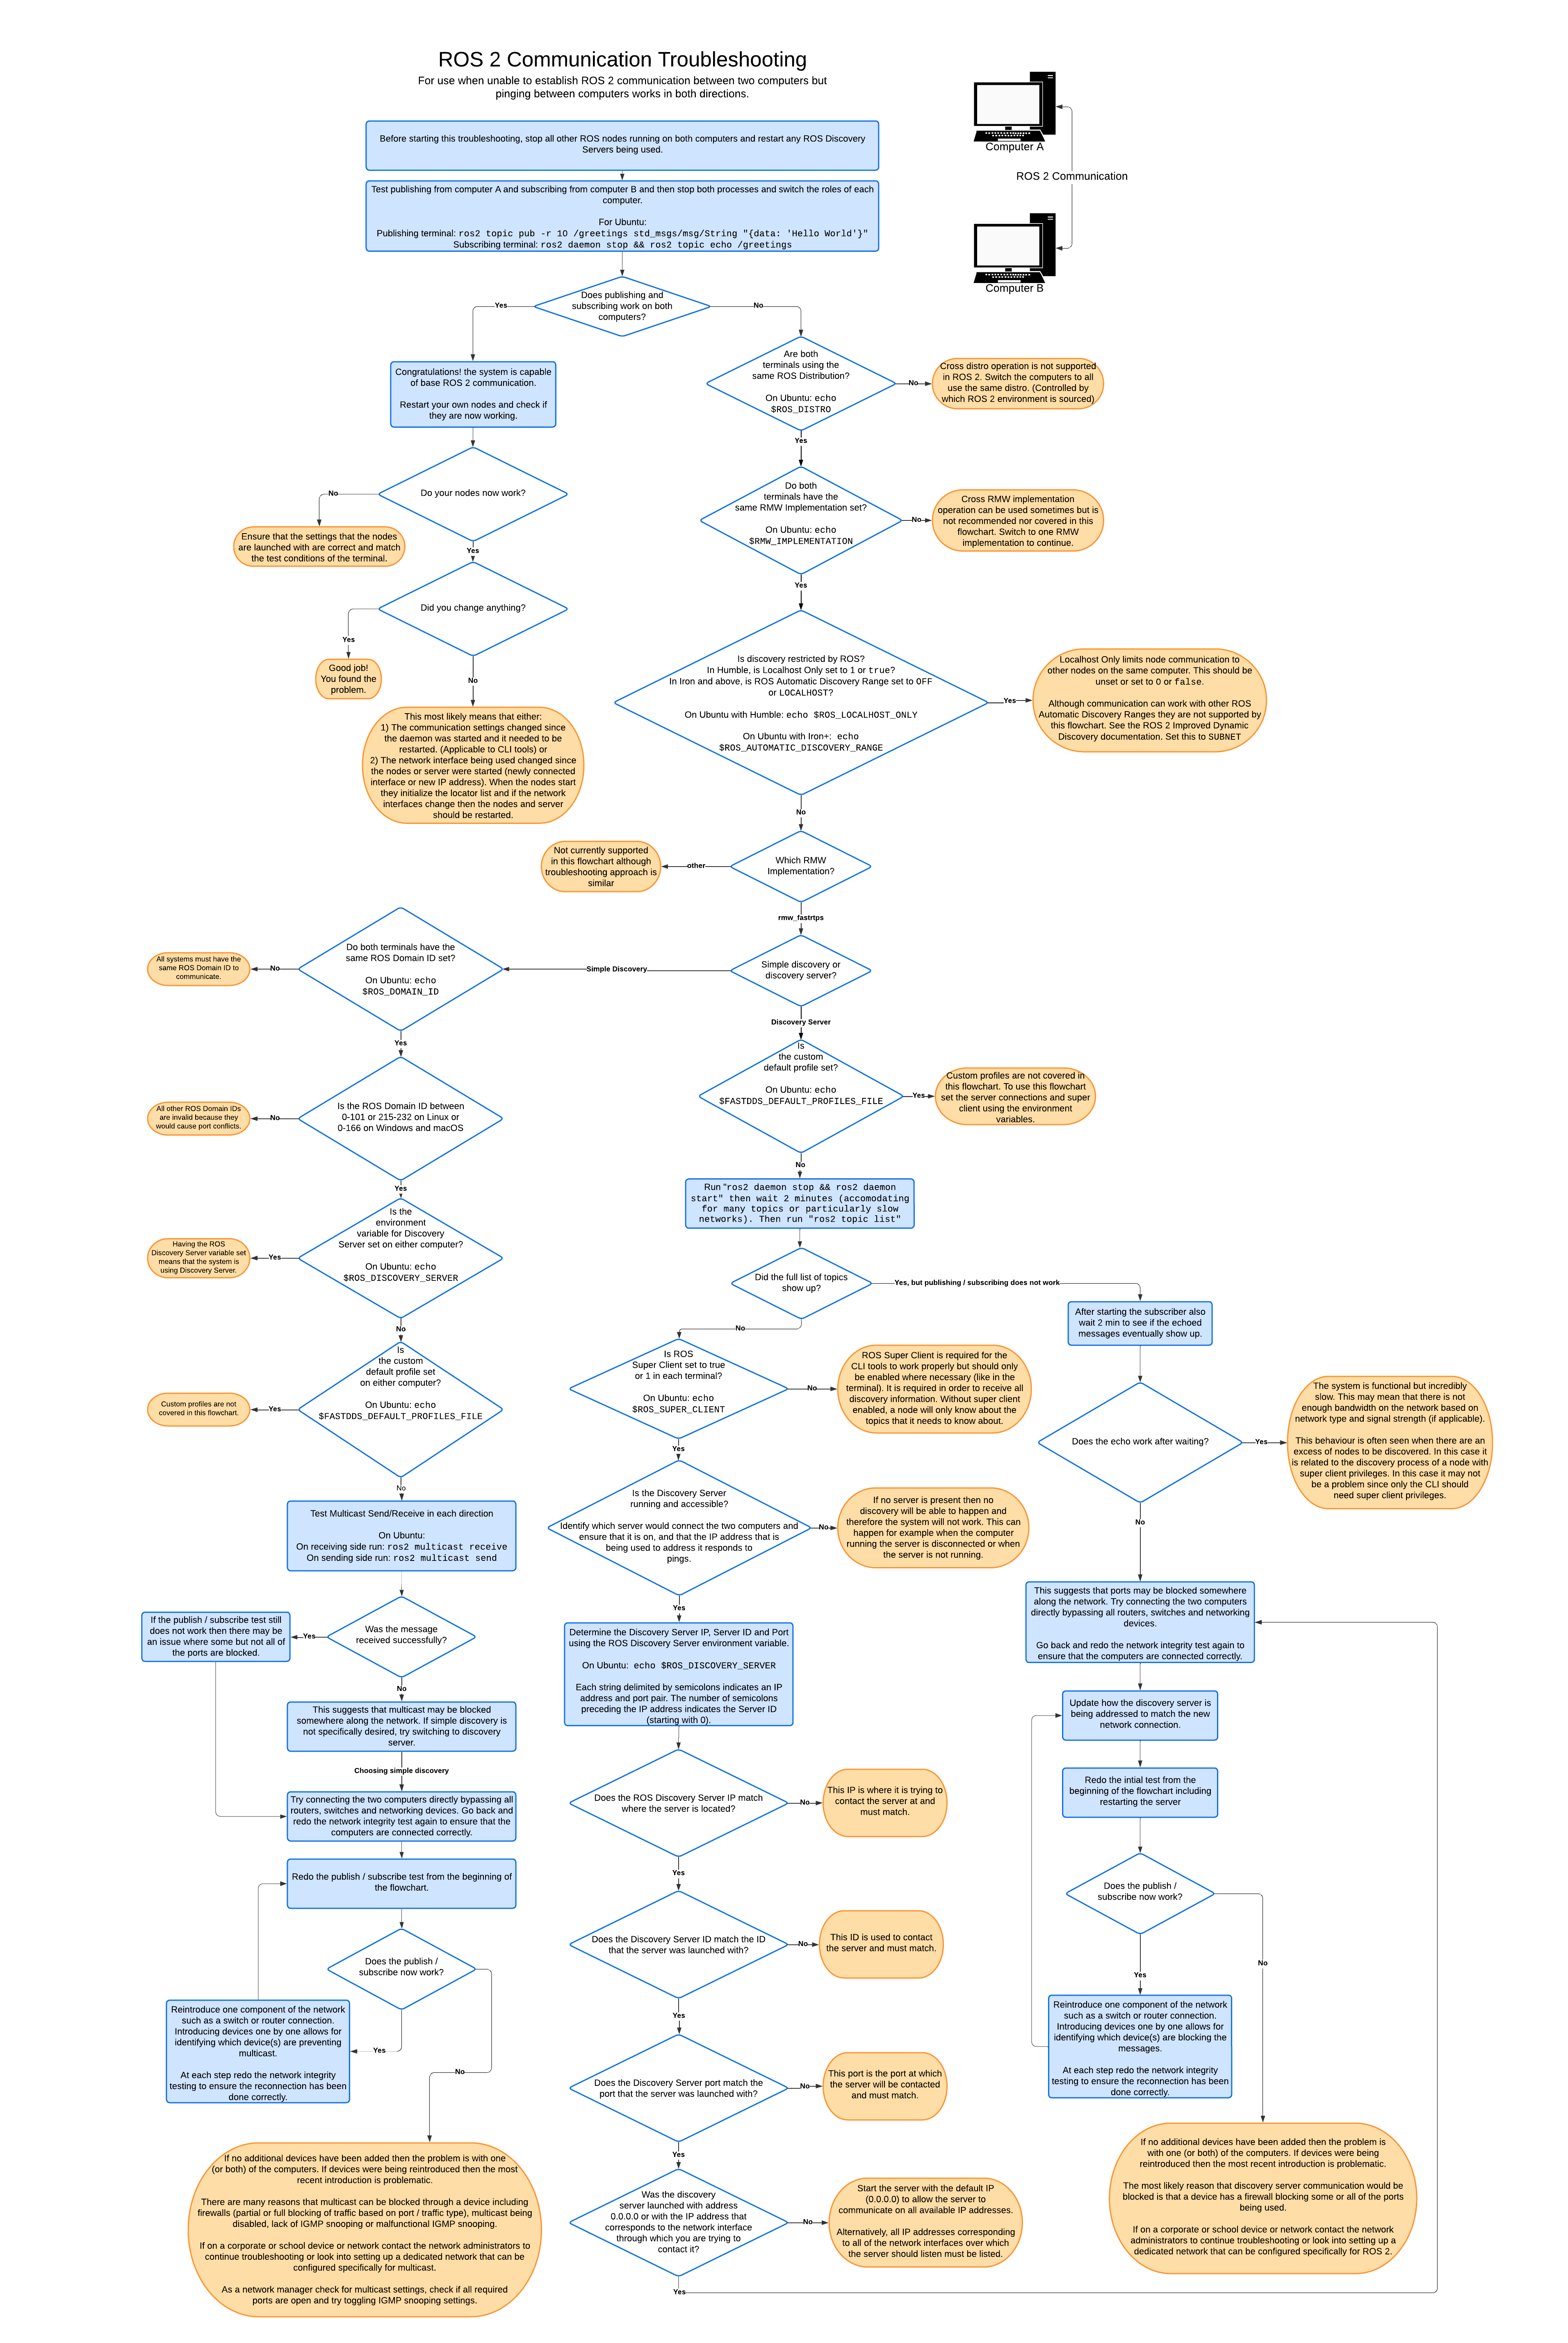 ROS 2 Communication Troubleshooting
For use when unable to establish ROS 2 communication between two computers but
pinging between computers works in both directions.
Computer A
ROS 2 Communication
Computer B
Before starting this troubleshooting, stop all other ROS nodes running on both computers and restart any ROS Discovery
Servers being used.
Test publishing from computer A and subscribing from computer B and then stop both processes and switch the roles of each
computer.
For Ubuntu:
Publishing terminal: ros2 topic pub -r 10 /greetings std_msgs/msg/String "{data: 'Hello World'}"
Subscribing terminal: ros2 daemon stop && ros2 topic echo /greetings
Does publishing and
subscribing work on both
computers?
Yes
No
Congratulations! the system is capable
of base ROS 2 communication.
Restart your own nodes and check if
they are now working.
Do your nodes now work?
No
Ensure that the settings that the nodes
are launched with are correct and match
the test conditions of the terminal.
Yes
Did you change anything?
Yes
Good job!
You found the
problem.
No
This most likely means that either:
1) The communication settings changed since
the daemon was started and it needed to be
restarted. (Applicable to CLI tools) or
2) The network interface being used changed since
the nodes or server were started (newly connected
interface or new IP address). When the nodes start
they initialize the locator list and if the network
interfaces change then the nodes and server
should be restarted.
Are both
terminals using the
same ROS Distribution?
On Ubuntu: echo
$ROS_DISTRO
No
Cross distro operation is not supported
in ROS 2. Switch the computers to all
use the same distro. (Controlled by
which ROS 2 environment is sourced)
Yes
Do both
terminals have the
same RMW Implementation set?
On Ubuntu: echo
$RMW_IMPLEMENTATION
No
Cross RMW implementation
operation can be used sometimes but is
not recommended nor covered in this
flowchart. Switch to one RMW
implementation to continue.
Yes
Is discovery restricted by ROS?
In Humble, is Localhost Only set to 1 or true?
In Iron and above, is ROS Automatic Discovery Range set to OFF
or LOCALHOST?
On Ubuntu with Humble: echo $ROS_LOCALHOST_ONLY
On Ubuntu with Iron+: echo
$ROS_AUTOMATIC_DISCOVERY_RANGE
Yes
Localhost Only limits node communication to
other nodes on the same computer. This should be
unset or set to 0 or false.
Although communication can work with other ROS
Automatic Discovery Ranges they are not supported by
this flowchart. See the ROS 2 Improved Dynamic
Discovery documentation. Set this to SUBNET
No
Which RMW
Implementation?
other
Not currently supported
in this flowchart although
troubleshooting approach is
similar
rmw_fastrtps
Simple discovery or
discovery server?
Simple Discovery
Discovery Server
Do both terminals have the
same ROS Domain ID set?
On Ubuntu: echo
$ROS_DOMAIN_ID
No
All systems must have the
same ROS Domain ID to
communicate.
Yes
Is the ROS Domain ID between
0-101 or 215-232 on Linux or
0-166 on Windows and macOS
No
All other ROS Domain IDs
are invalid because they
would cause port conflicts.
Yes
Is the
environment
variable for Discovery
Server set on either computer?
On Ubuntu: echo
$ROS_DISCOVERY_SERVER
Yes
Having the ROS
Discovery Server variable set
means that the system is
using Discovery Server.
No
Is
the custom
default profile set
on either computer?
On Ubuntu: echo
$FASTDDS_DEFAULT_PROFILES_FILE
Yes
Custom profiles are not
covered in this flowchart.
No
Test Multicast Send/Receive in each direction
On Ubuntu:
On receiving side run: ros2 multicast receive
On sending side run: ros2 multicast send
Was the message
received successfully?
Yes
If the publish / subscribe test still
does not work then there may be
an issue where some but not all of
the ports are blocked.
No
This suggests that multicast may be blocked
somewhere along the network. If simple discovery is
not specifically desired, try switching to discovery
server.
Choosing simple discovery
Try connecting the two computers directly bypassing all
routers, switches and networking devices. Go back and
redo the network integrity test again to ensure that the
computers are connected correctly.
Redo the publish / subscribe test from the beginning of
the flowchart.
Does the publish /
subscribe now work?
Yes
Reintroduce one component of the network
such as a switch or router connection.
Introducing devices one by one allows for
identifying which device(s) are preventing
multicast.
At each step redo the network integrity
testing to ensure the reconnection has been
done correctly.
No
If no additional devices have been added then the problem is with one
(or both) of the computers. If devices were being reintroduced then the most
recent introduction is problematic.
There are many reasons that multicast can be blocked through a device including
firewalls (partial or full blocking of traffic based on port / traffic type), multicast being
disabled, lack of IGMP snooping or malfunctional IGMP snooping.
If on a corporate or school device or network contact the network administrators to
continue troubleshooting or look into setting up a dedicated network that can be
configured specifically for multicast.
As a network manager check for multicast settings, check if all required
ports are open and try toggling IGMP snooping settings.
Is
the custom
default profile set?
On Ubuntu: echo
$FASTDDS_DEFAULT_PROFILES_FILE
Yes
Custom profiles are not covered in
this flowchart. To use this flowchart
set the server connections and super
client using the environment
variables.
No
Run "ros2 daemon stop && ros2 daemon
start" then wait 2 minutes (accomodating
for many topics or particularly slow
networks). Then run "ros2 topic list"
Did the full list of topics
show up?
Yes, but publishing / subscribing does not work
No
Is ROS
Super Client set to true
or 1 in each terminal?
On Ubuntu: echo
$ROS_SUPER_CLIENT
No
ROS Super Client is required for the
CLI tools to work properly but should only
be enabled where necessary (like in the
terminal). It is required in order to receive all
discovery information. Without super client
enabled, a node will only know about the
topics that it needs to know about.
Yes
Is the Discovery Server
running and accessible?
Identify which server would connect the two computers and
ensure that it is on, and that the IP address that is
being used to address it responds to
pings.
No
If no server is present then no
discovery will be able to happen and
therefore the system will not work. This can
happen for example when the computer
running the server is disconnected or when
the server is not running.
Yes
Determine the Discovery Server IP, Server ID and Port
using the ROS Discovery Server environment variable.
On Ubuntu: echo $ROS_DISCOVERY_SERVER
Each string delimited by semicolons indicates an IP
address and port pair. The number of semicolons
preceding the IP address indicates the Server ID
(starting with 0).
Does the ROS Discovery Server IP match
where the server is located?
No
This IP is where it is trying to
contact the server at and
must match.
Yes
Does the Discovery Server ID match the ID
that the server was launched with?
No
This ID is used to contact
the server and must match.
Yes
Does the Discovery Server port match the
port that the server was launched with?
No
This port is the port at which
the server will be contacted
and must match.
Yes
Was the discovery
server launched with address
0.0.0.0 or with the IP address that
corresponds to the network interface
through which you are trying to
contact it?
No
Start the server with the default IP
(0.0.0.0) to allow the server to
communicate on all available IP addresses.
Alternatively, all IP addresses corresponding
to all of the network interfaces over which
the server should listen must be listed.
Yes
After starting the subscriber also
wait 2 min to see if the echoed
messages eventually show up.
Does the echo work after waiting?
Yes
The system is functional but incredibly
slow. This may mean that there is not
enough bandwidth on the network based on
network type and signal strength (if applicable).
This behaviour is often seen when there are an
excess of nodes to be discovered. In this case it
is related to the discovery process of a node with
super client privileges. In this case it may not
be a problem since only the CLI should
need super client privileges.
No
This suggests that ports may be blocked somewhere
along the network. Try connecting the two computers
directly bypassing all routers, switches and networking
devices.
Go back and redo the network integrity test again to
ensure that the computers are connected correctly.
Update how the discovery server is
being addressed to match the new
network connection.
Redo the intial test from the
beginning of the flowchart including
restarting the server
Does the publish /
subscribe now work?
Yes
No
Reintroduce one component of the network
such as a switch or router connection.
Introducing devices one by one allows for
identifying which device(s) are blocking the
messages.
At each step redo the network integrity
testing to ensure the reconnection has been
done correctly.
If no additional devices have been added then the problem is
with one (or both) of the computers. If devices were being
reintroduced then the most recent introduction is problematic.
The most likely reason that discovery server communication would be
blocked is that a device has a firewall blocking some or all of the ports
being used.
If on a corporate or school device or network contact the network
administrators to continue troubleshooting or look into setting up a
dedicated network that can be configured specifically for ROS 2.